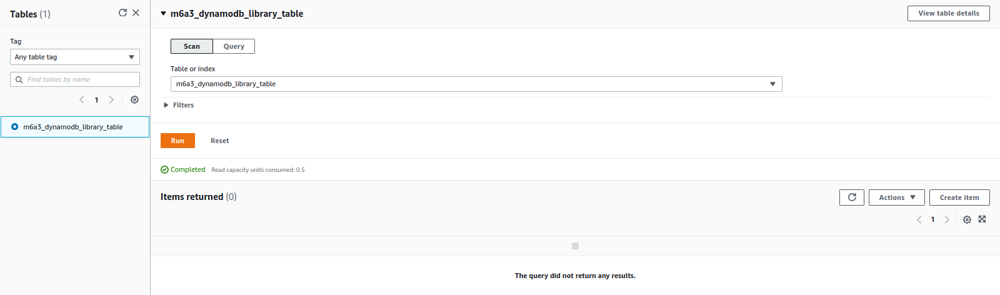 Tables (1)
Tag
Any table tag
Find tables by name
1
m6a3_dynamodb_library_table
m6a3_dynamodb_library_table
View table details
Scan
Query
Table or index
m6a3_dynamodb_library_table
Filters
Run
Reset
Completed
Read capacity units consumed: 0.5
Items returned (0)
Actions
Create item
1
The query did not return any results.